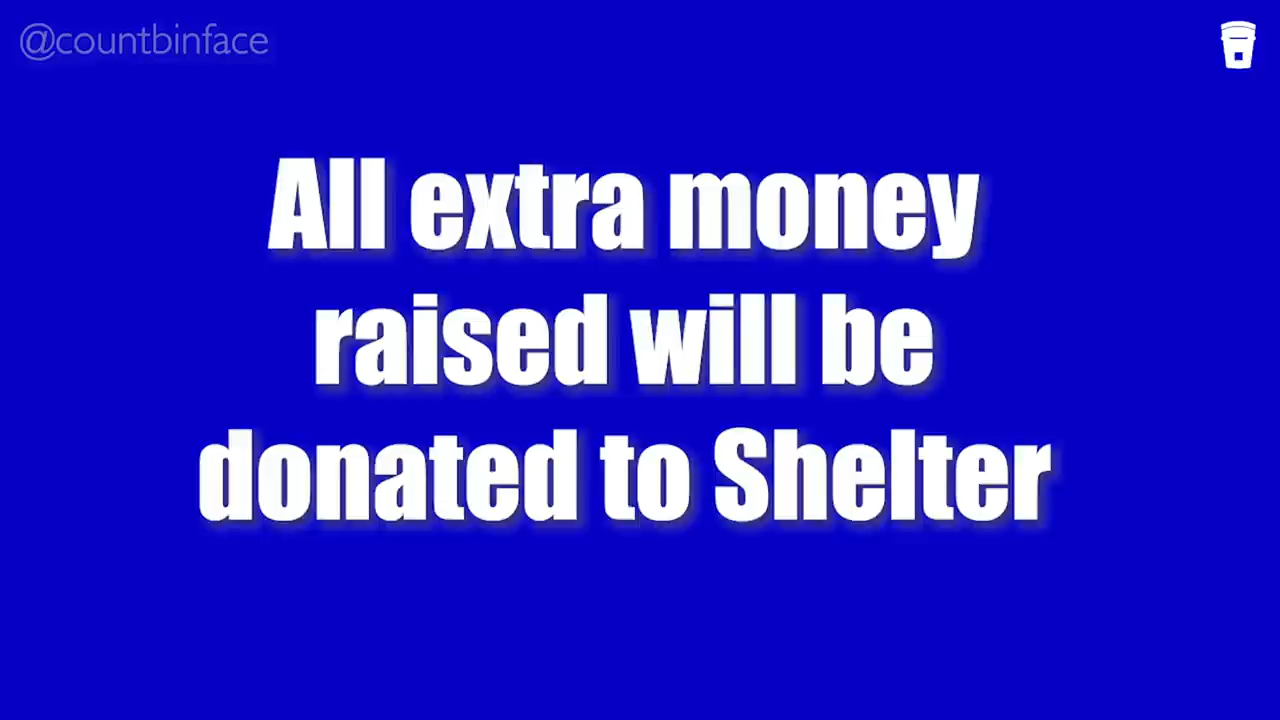 @countbinface
All extra money
raised will be
donated to Shelter